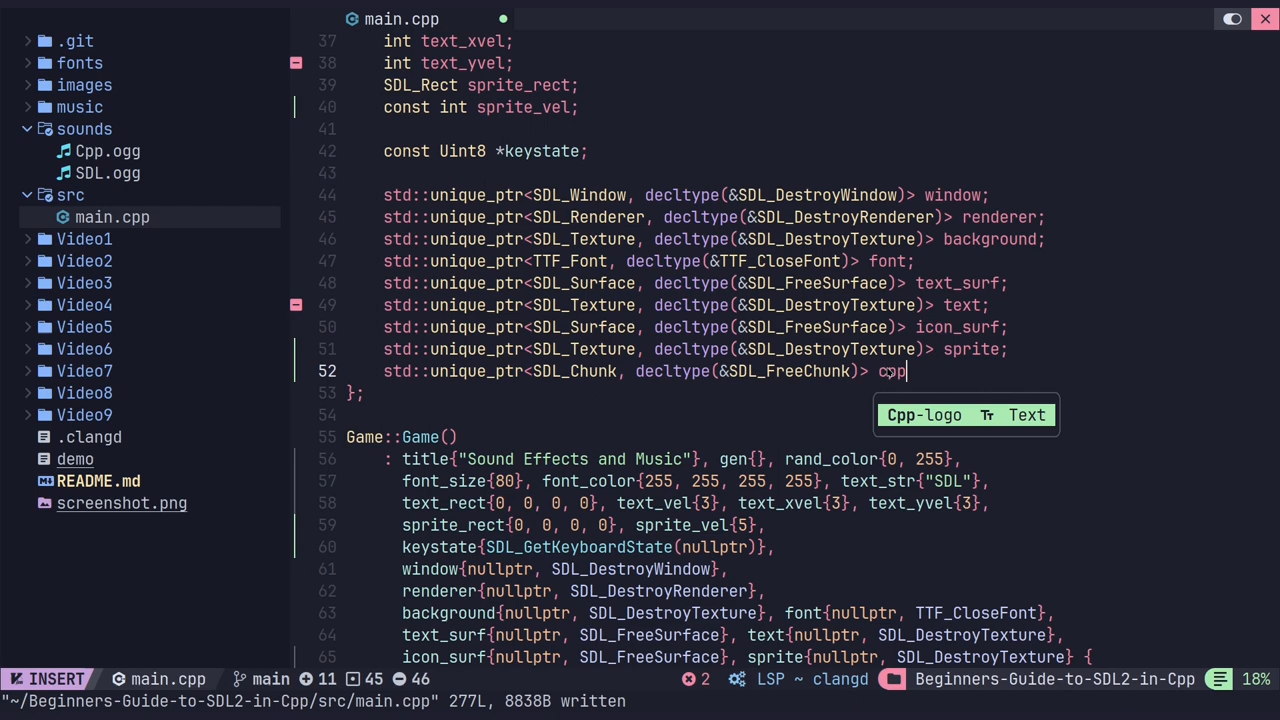 main.cpp
.git
fonts
images
music
sounds
Cpp.ogg
SDL.ogg
src
main.cpp
Video1
Video2
Video3
Video4
Video5
Video6
Video7
Video8
Video9
.clangd
demo
README.md
screenshot.png
37 int text_xvel;
38 int text_yvel;
39 SDL_Rect sprite_rect;
40 const int sprite_vel;
41
42 const Uint8 *keystate;
43
44 std::unique_ptr<SDL_Window, decltype(&SDL_DestroyWindow)> window;
45 std::unique_ptr<SDL_Renderer, decltype(&SDL_DestroyRenderer)> renderer;
46 std::unique_ptr<SDL_Texture, decltype(&SDL_DestroyTexture)> background;
47 std::unique_ptr<TTF_Font, decltype(&TTF_CloseFont)> font;
48 std::unique_ptr<SDL_Surface, decltype(&SDL_FreeSurface)> text_surf;
49 std::unique_ptr<SDL_Texture, decltype(&SDL_DestroyTexture)> text;
50 std::unique_ptr<SDL_Surface, decltype(&SDL_FreeSurface)> icon_surf;
51 std::unique_ptr<SDL_Texture, decltype(&SDL_DestroyTexture)> sprite;
52 std::unique_ptr<SDL_Chunk, decltype(&SDL_FreeChunk)> cpp
53 };
Cpp-logo Text
54
55 Game::Game()
56 : title{"Sound Effects and Music"}, gen{}, rand_color{0, 255},
57 font_size{80}, font_color{255, 255, 255, 255}, text_str{"SDL"},
58 text_rect{0, 0, 0, 0}, text_vel{3}, text_xvel{3}, text_yvel{3},
59 sprite_rect{0, 0, 0, 0}, sprite_vel{5},
60 keystate{SDL_GetKeyboardState(nullptr)},
61 window{nullptr, SDL_DestroyWindow},
62 renderer{nullptr, SDL_DestroyRenderer},
63 background{nullptr, SDL_DestroyTexture}, font{nullptr, TTF_CloseFont},
64 text_surf{nullptr, SDL_FreeSurface}, text{nullptr, SDL_DestroyTexture},
65 icon_surf{nullptr, SDL_FreeSurface}, sprite{nullptr, SDL_DestroyTexture} {
INSERT main.cpp main 11 45 46 2 LSP ~ clangd Beginners-Guide-to-SDL2-in-Cpp 18%
"~/Beginners-Guide-to-SDL2-in-Cpp/src/main.cpp" 277L, 8838B written